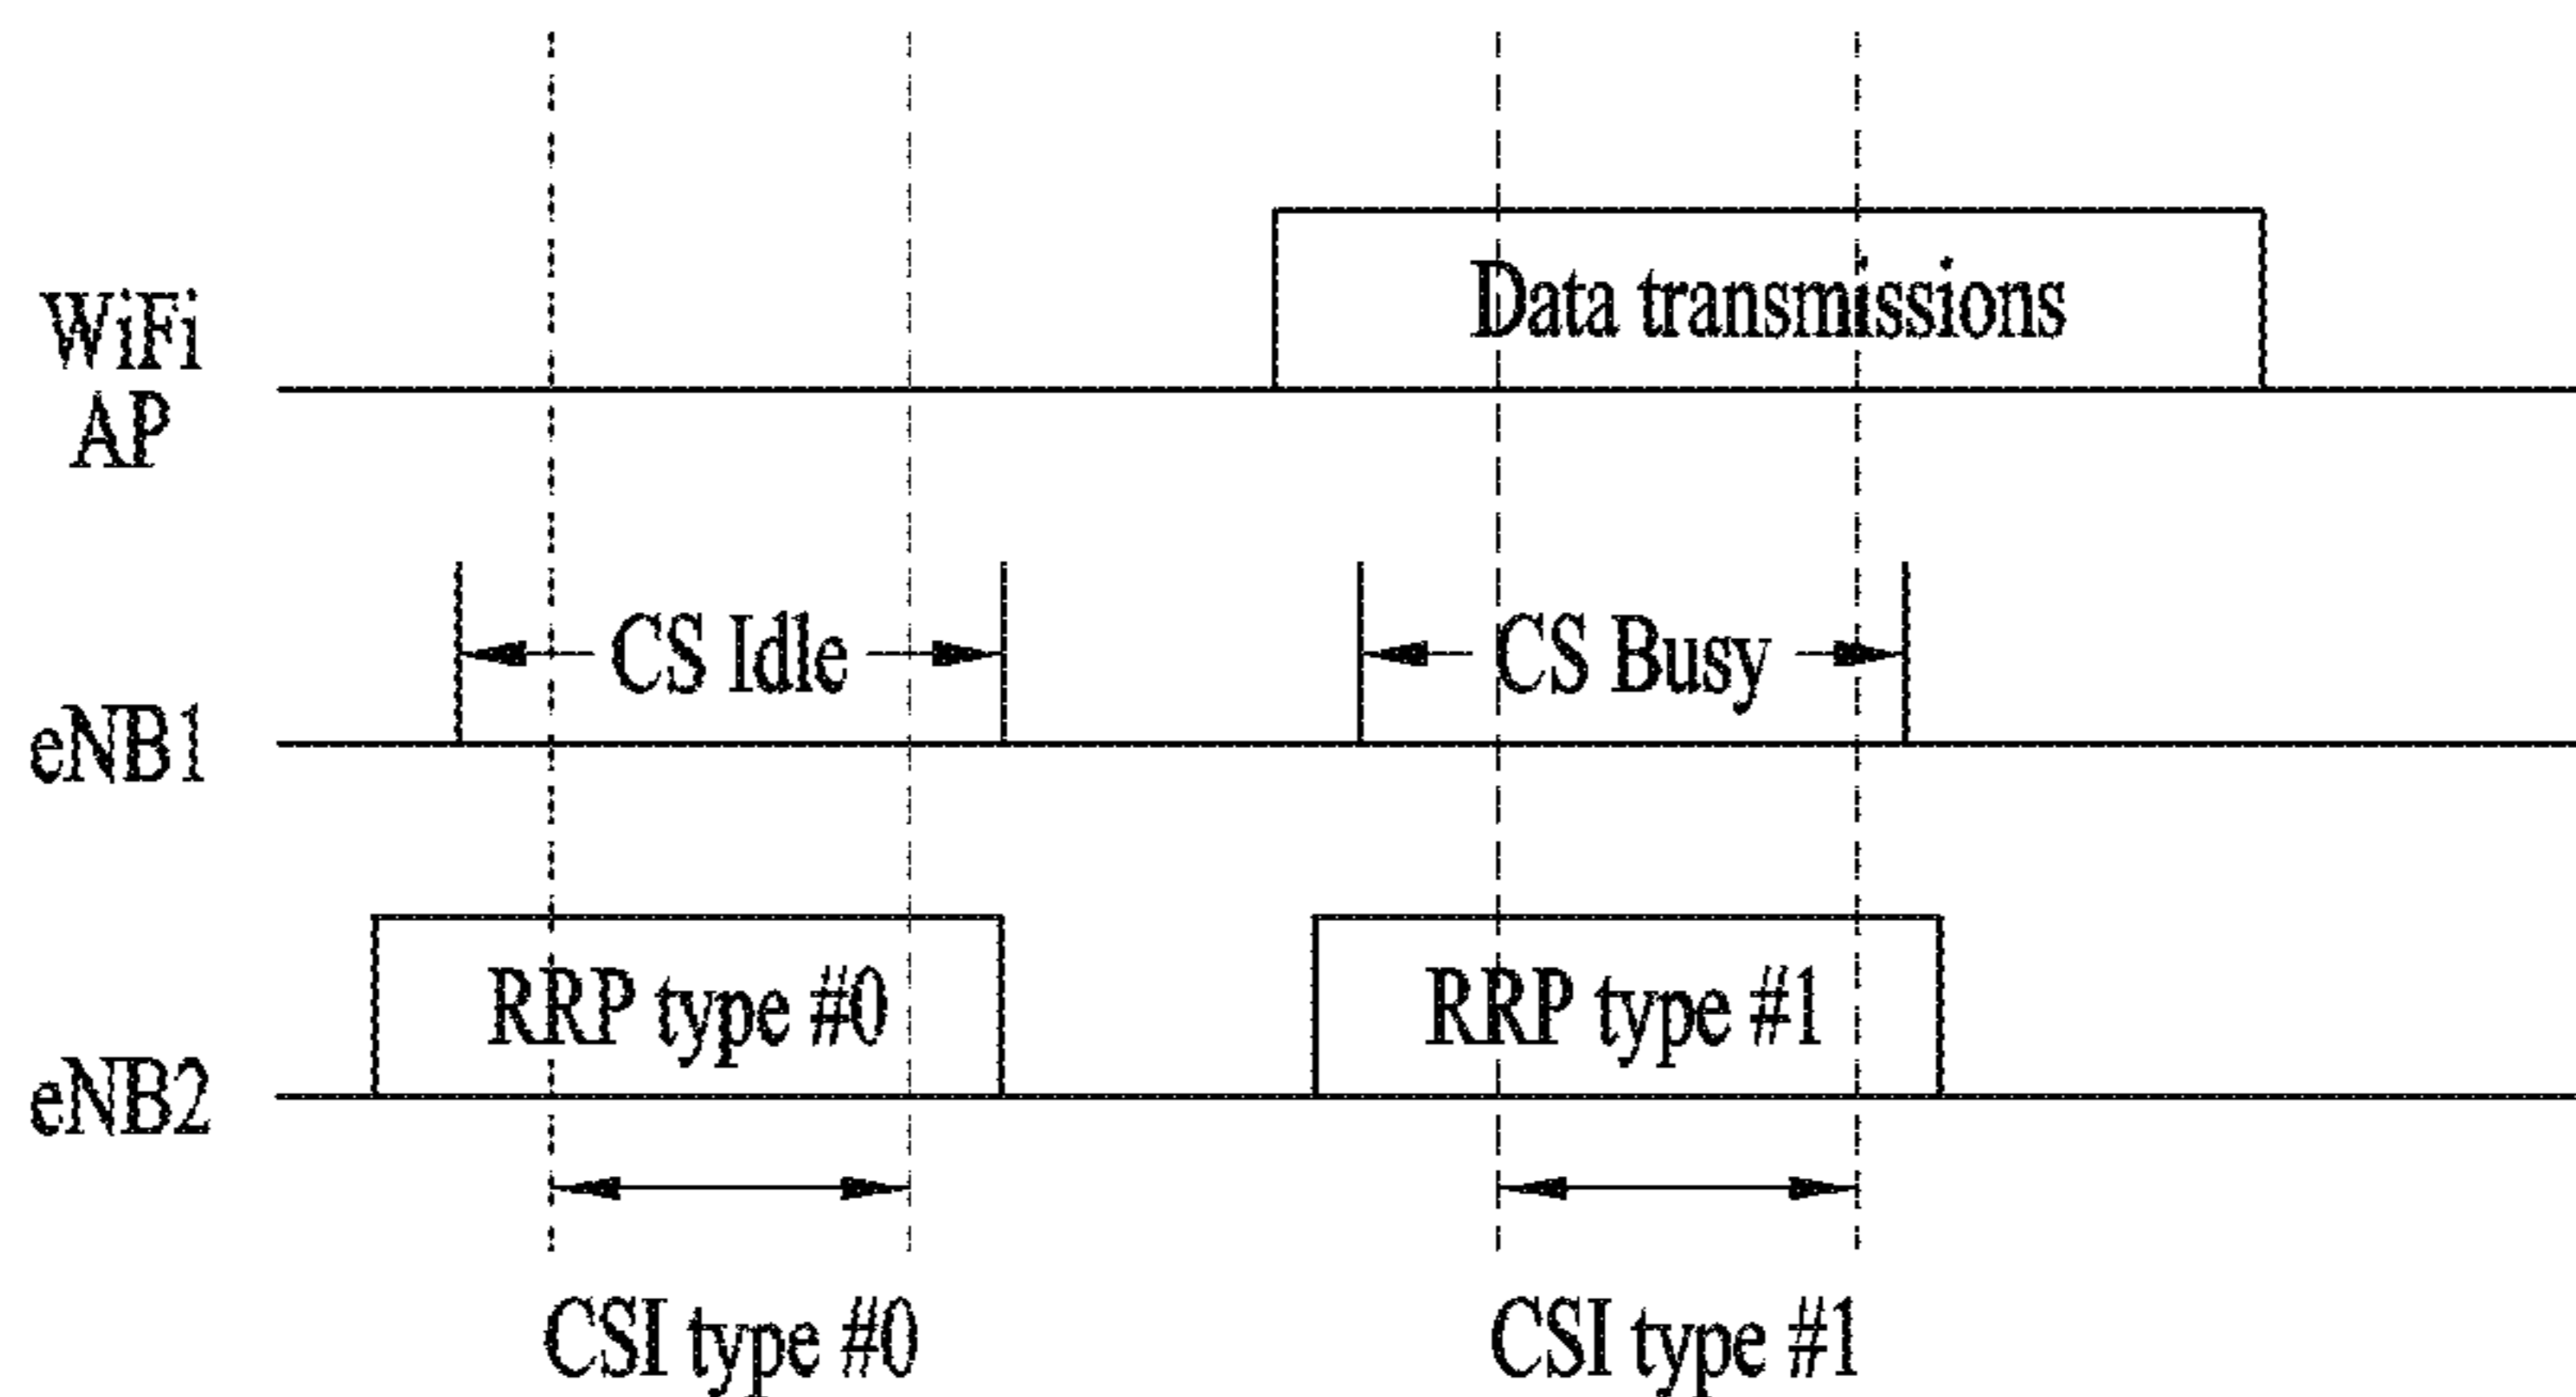 WiFi
AP
Data transmissions
eNB1
CS Idle
CS Busy
eNB2
RRP type #0
RRP type #1
CSI type #0
CSI type #1